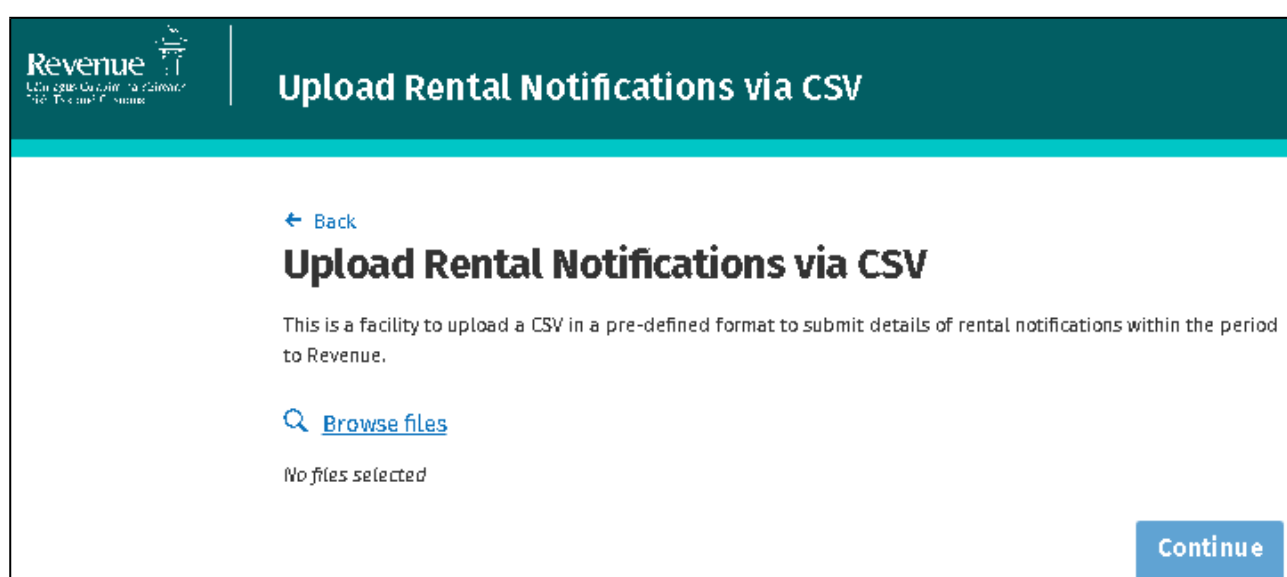 Revenue
Upload Rental Notifications via CSV
← Back
Upload Rental Notifications via CSV
This is a facility to upload a CSV in a pre-defined format to submit details of rental notifications within the period
to Revenue.
Browse files
No files selected
Continue